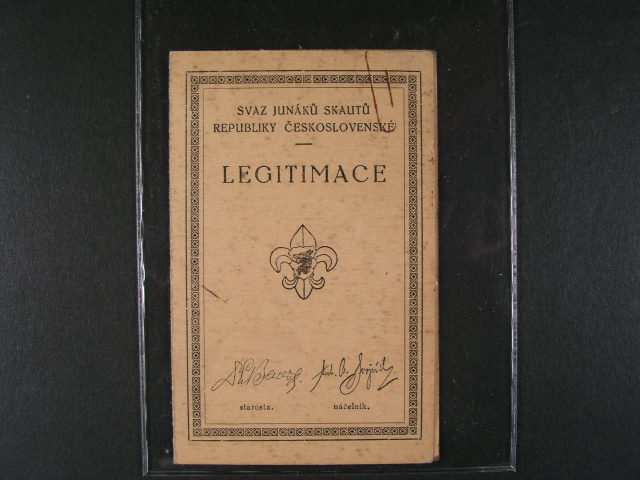 SVAZ JUNÁKŮ SKAUTŮ
REPUBLIKY ČESKOSLOVENSKÉ
LEGITIMACE
starosta. náčelník.